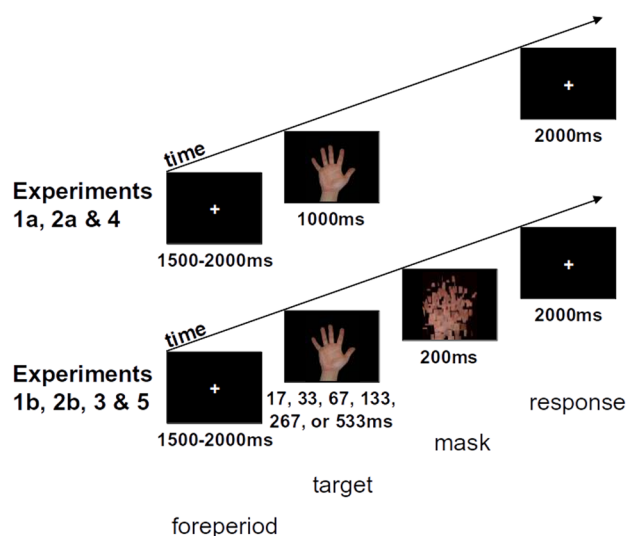 time
2000ms
Experiments
1a, 2a & 4
1000ms
1500-2000ms
time
2000ms
200ms
Experiments
1b, 2b, 3 & 5
17, 33, 67, 133,
267, or 533ms
1500-2000ms
response
mask
target
foreperiod